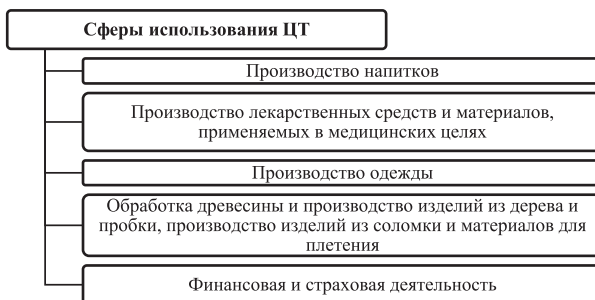 Сферы использования ЦТ
Производство напитков
Производство лекарственных средств и материалов,
применяемых в медицинских целях
Производство одежды
Обработка древесины и производство изделий из дерева и
пробки, производство изделий из соломки и материалов для
плетения
Финансовая и страховая деятельность